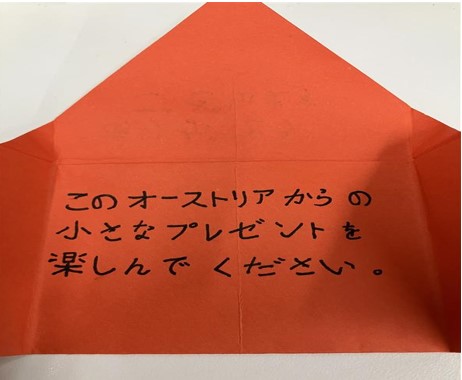 このオーストリアからの
小さなプレゼントを
楽しんでください。